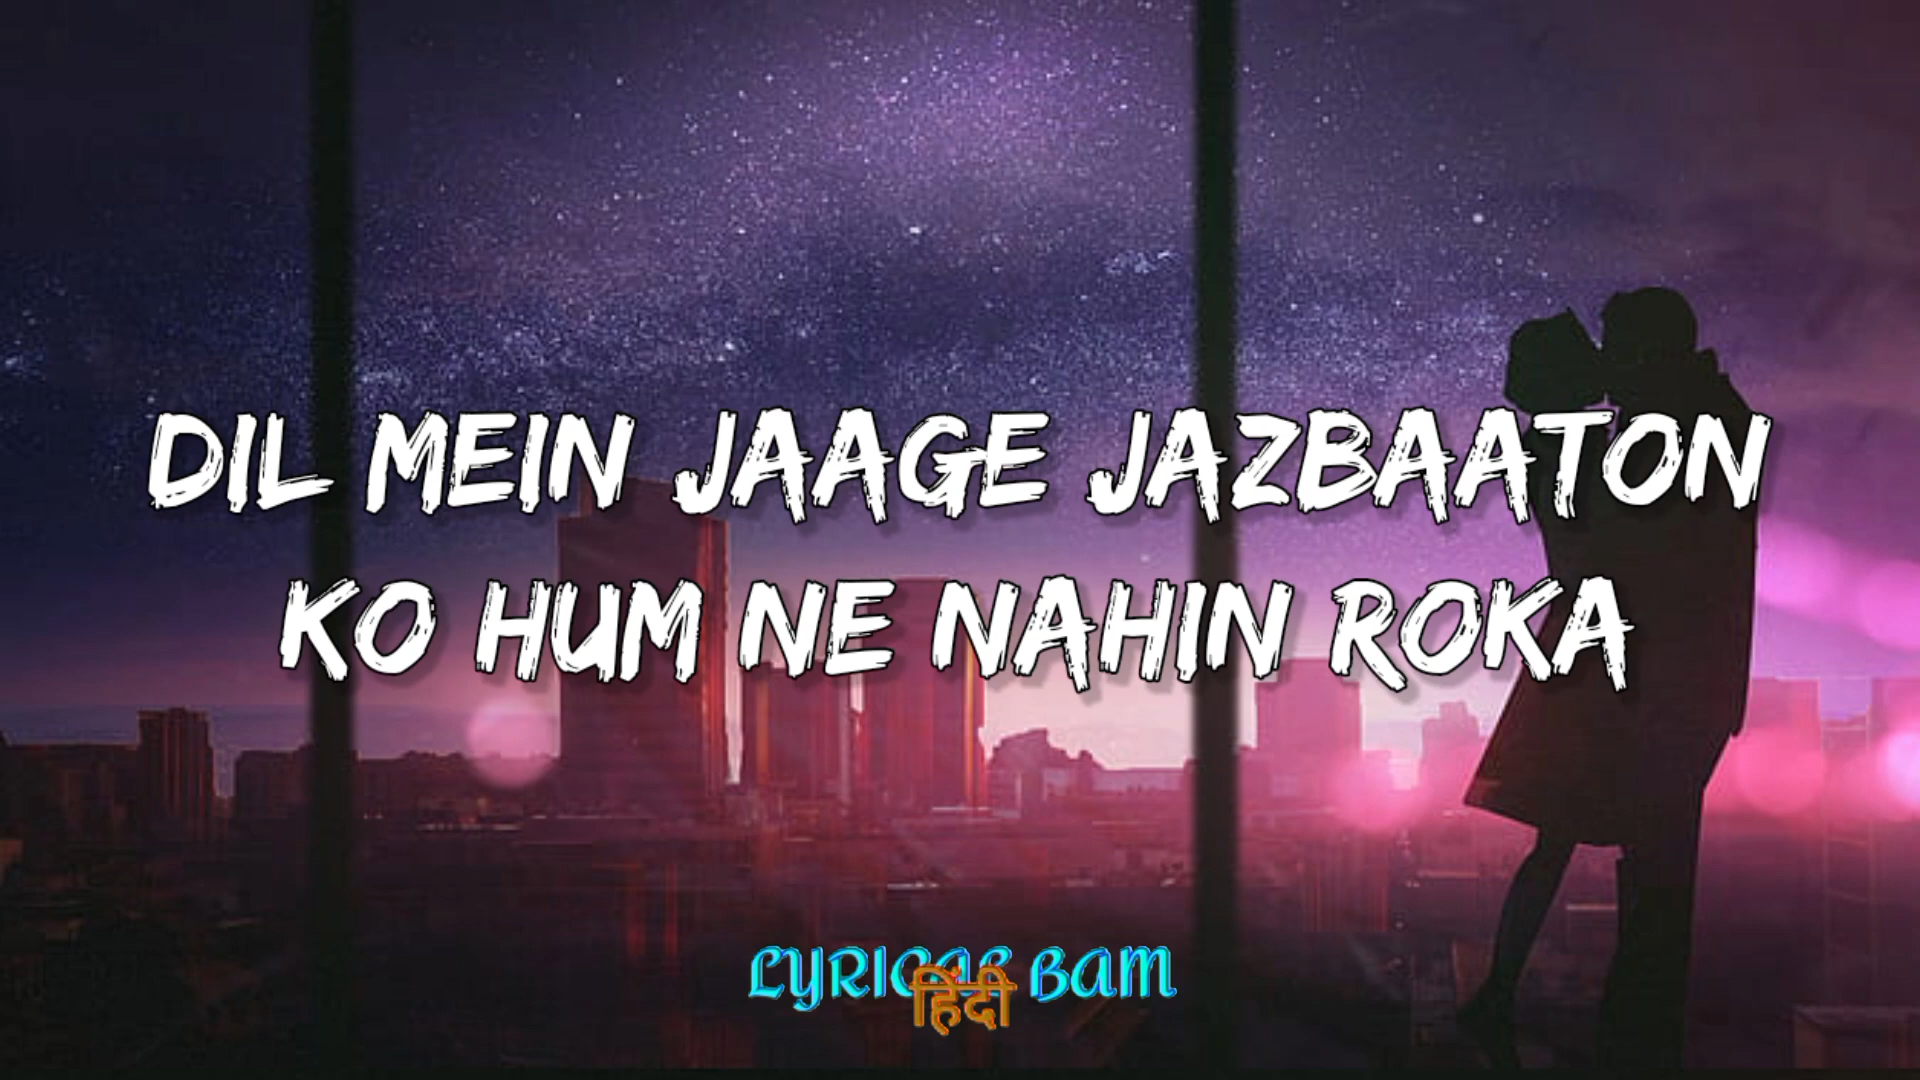 DIL MEIN JAAGE JAZBAATON
KO HUM NE NAHIN ROKA
LYRICAS BAM
हिंदी